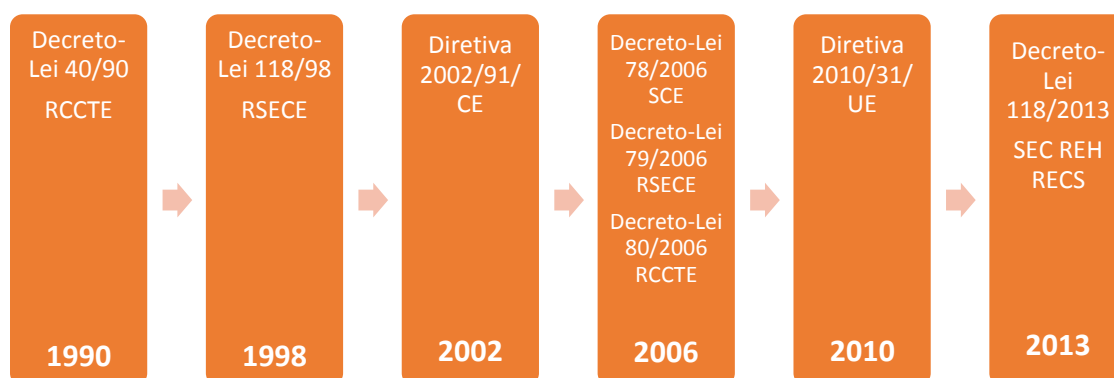 Decreto-
Lei 40/90
RCCTE
1990
Decreto-
Lei 118/98
RSECE
1998
Diretiva
2002/91/
CE
2002
Decreto-Lei
78/2006
SCE
Decreto-Lei
79/2006
RSECE
Decreto-Lei
80/2006
RCCTE
2006
Diretiva
2010/31/
UE
2010
Decreto-
Lei
118/2013
SEC REH
RECS
2013